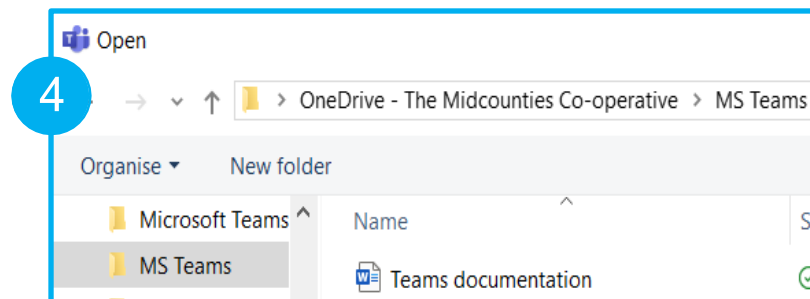 Open
4
OneDrive - The Midcounties Co-operative > MS Teams
Organise New folder
Microsoft Teams
Name
S
MS Teams
Teams documentation